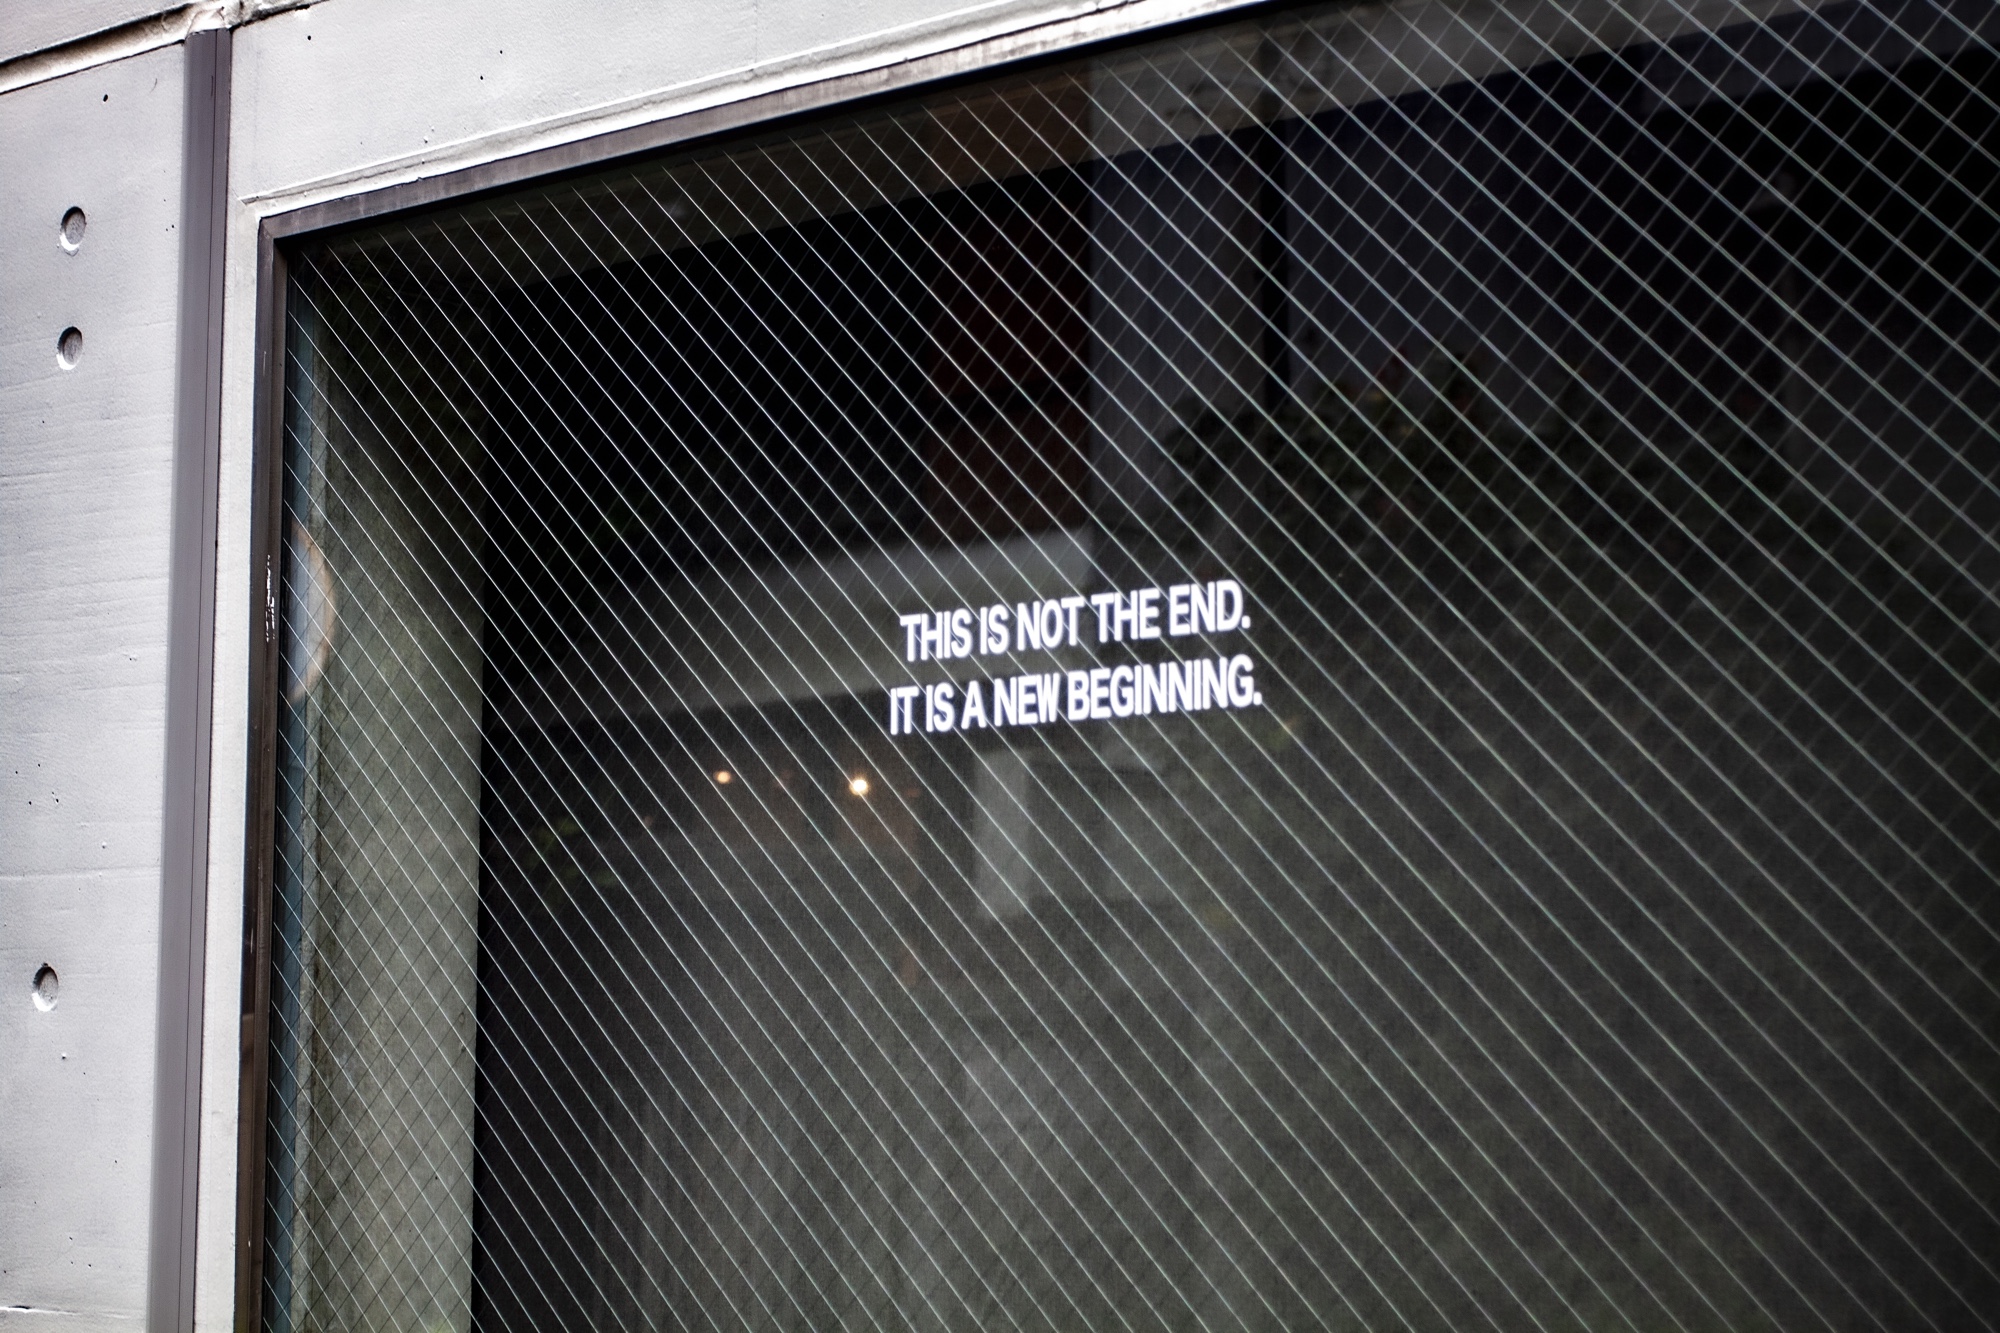 THIS IS NOT THE END.
IT IS A NEW BEGINNING.